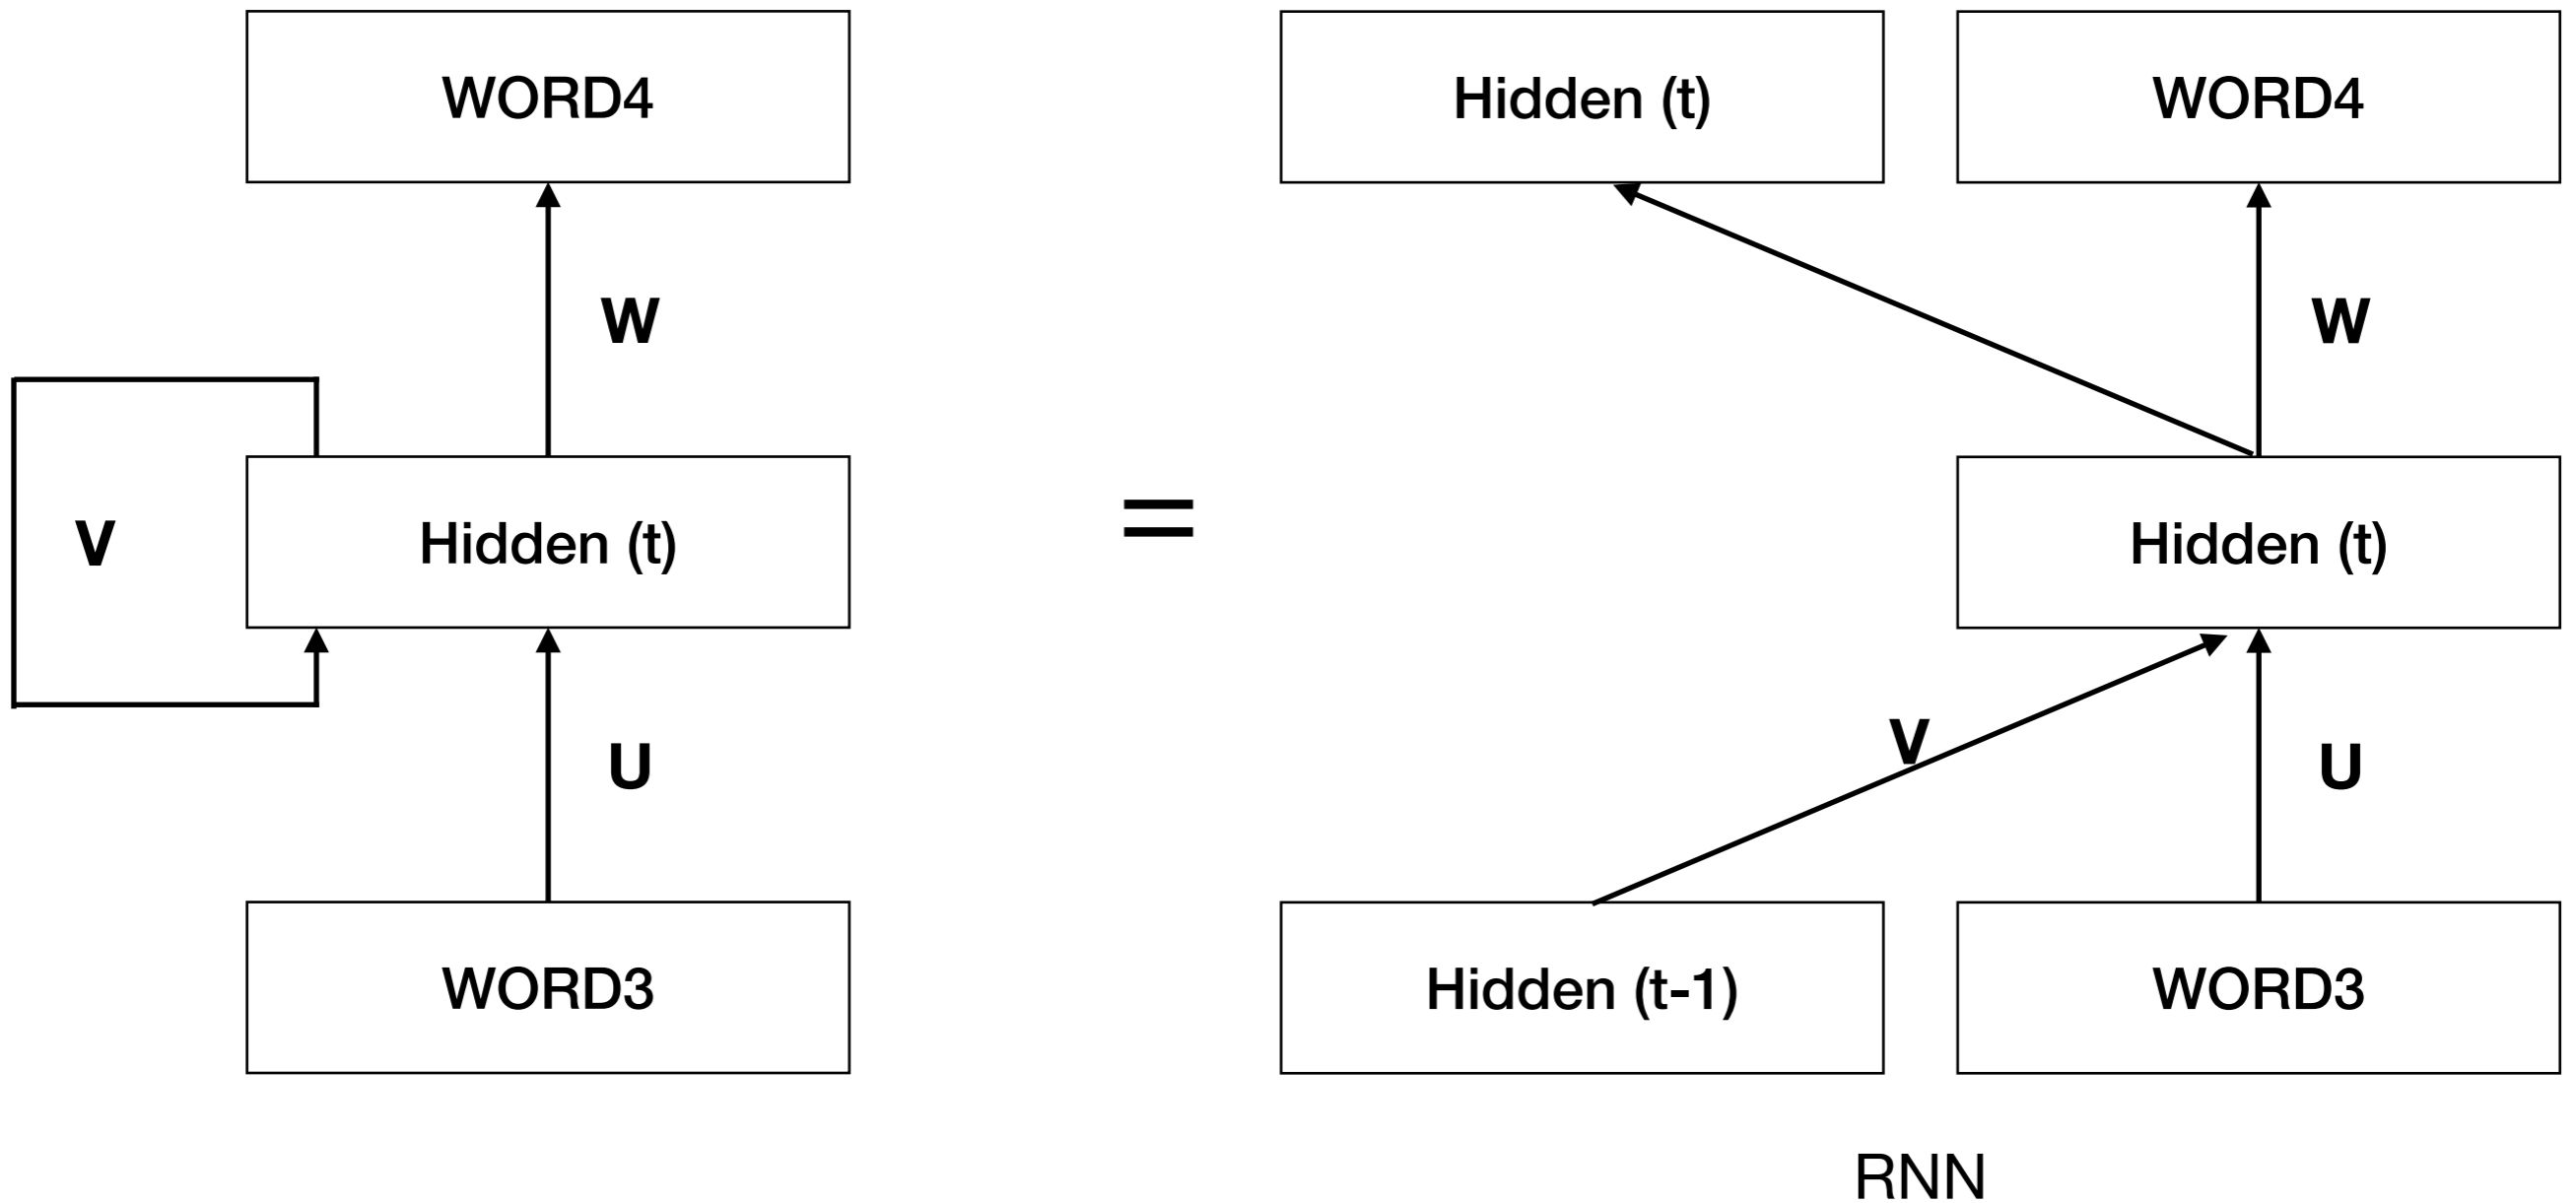 WORD4
W
V
Hidden (t)
U
WORD3
=
Hidden (t)
WORD4
W
Hidden (t)
V
U
Hidden (t-1)
WORD3
RNN